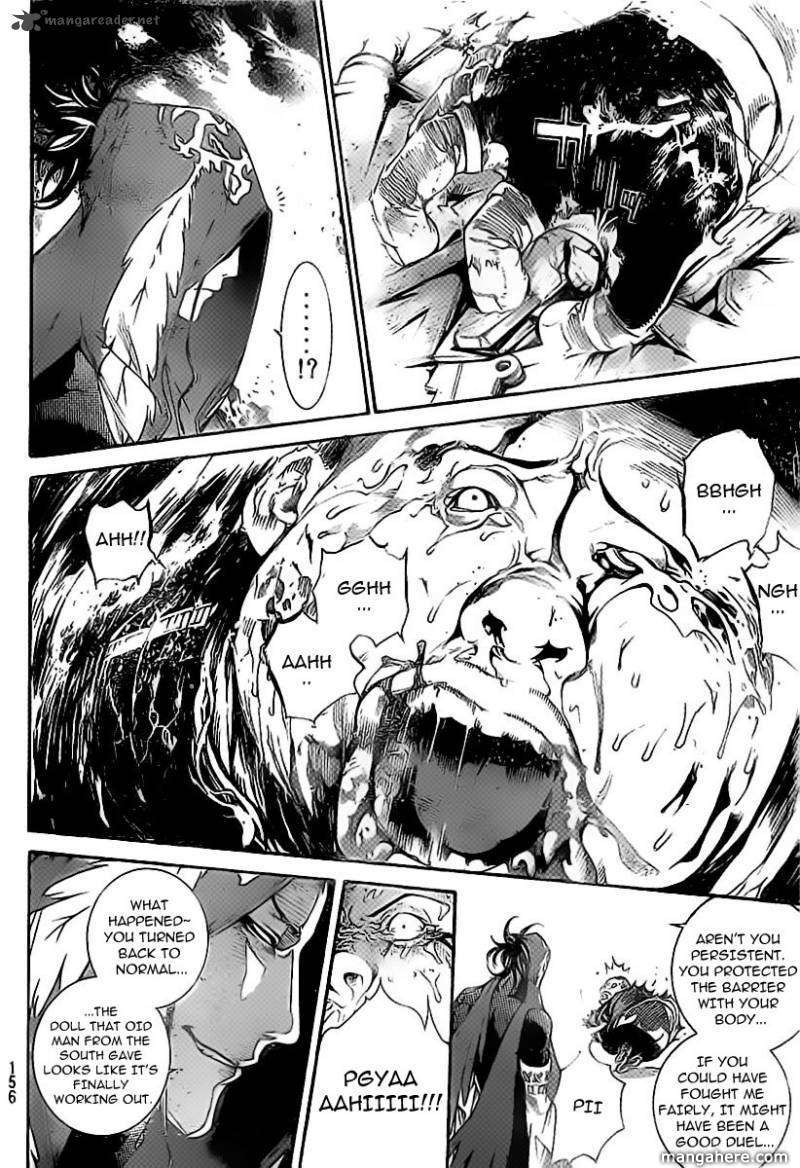 mangareader.net
BBHGH
...
NGH
...
GGHH
...
AAHH
..
AHH!!
......
!?
AREN'T YOU
PERSISTENT.
YOU PROTECTED
THE BARRIER
WITH YOUR
BODY...
IF YOU
COULD HAVE
FOUGHT ME
FAIRLY, IT MIGHT
HAVE BEEN A
GOOD DUEL...
PII
PGYAA
AAHIIIII!!!
WHAT
HAPPENED~
YOU TURNED
BACK TO
NORMAL...
...THE
DOLL THAT OID
MAN FROM THE
SOUTH GAVE
LOOKS LIKE IT'S
FINALLY
WORKING OUT.
156
www.mangahere.com